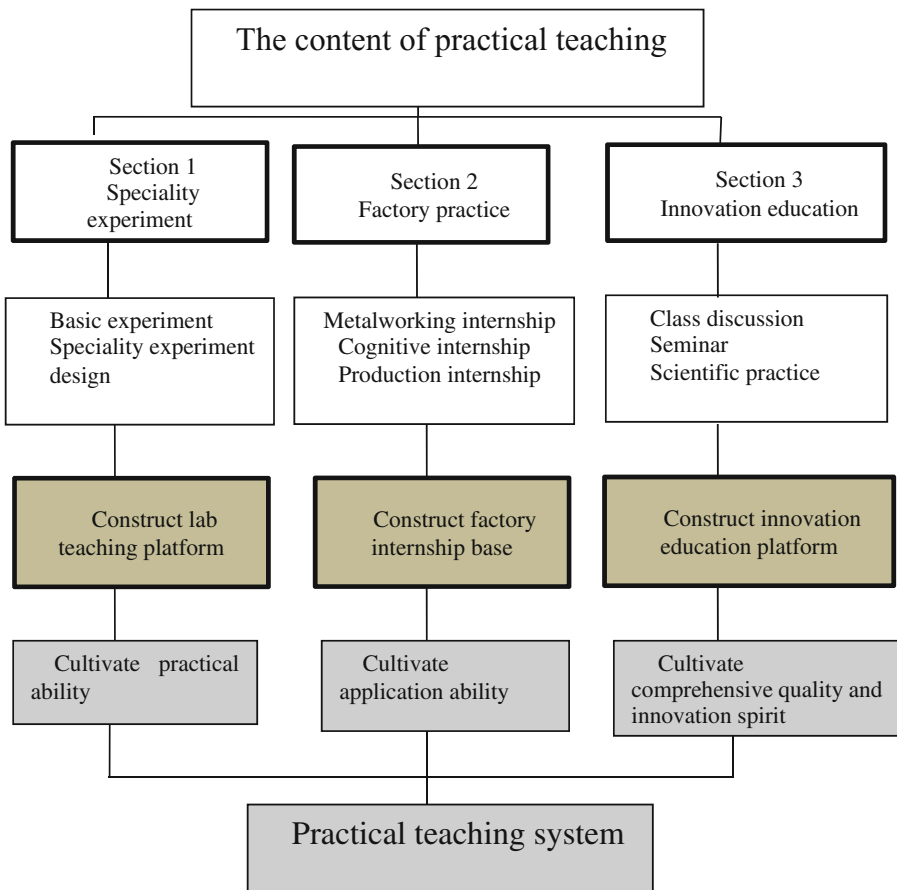 The content of practical teaching
Section 1
Speciality
experiment
Section 2
Factory practice
Section 3
Innovation education
Basic experiment
Speciality experiment
design
Metalworking internship
Cognitive internship
Production internship
Class discussion
Seminar
Scientific practice
Construct lab
teaching platform
Construct factory
internship base
Construct innovation
education platform
Cultivate practical
ability
Cultivate
application ability
Cultivate
comprehensive quality and
innovation spirit
Practical teaching system